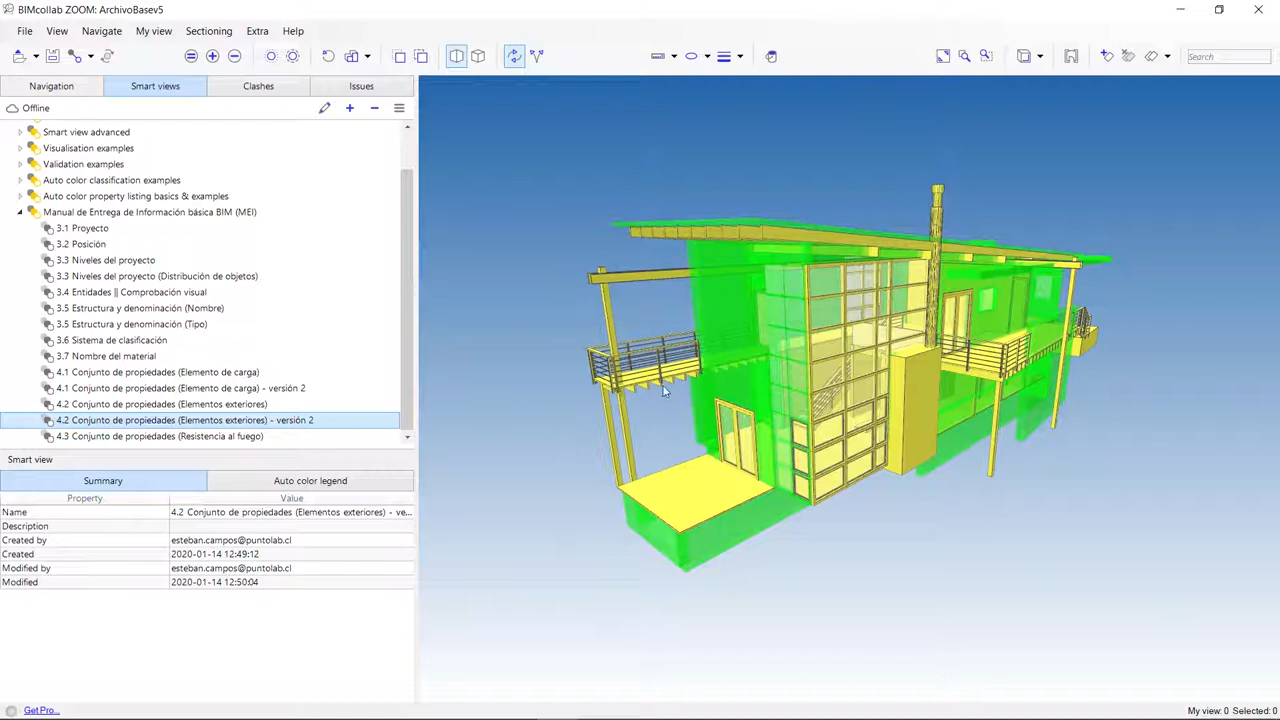 BIMcollab ZOOM: ArchivoBasev5
File View Navigate My view Sectioning Extra Help
Search
Navigation Smart views Clashes Issues
Offline
Smart view advanced
Visualisation examples
Validation examples
Auto color classification examples
Auto color property listing basics & examples
Manual de Entrega de Información básica BIM (MEI)
3.1 Proyecto
3.2 Posición
3.3 Niveles del proyecto
3.3 Niveles del proyecto (Distribución de objetos)
3.4 Entidades || Comprobación visual
3.5 Estructura y denominación (Nombre)
3.5 Estructura y denominación (Tipo)
3.6 Sistema de clasificación
3.7 Nombre del material
4.1 Conjunto de propiedades (Elemento de carga)
4.1 Conjunto de propiedades (Elemento de carga) - versión 2
4.2 Conjunto de propiedades (Elementos exteriores)
4.2 Conjunto de propiedades (Elementos exteriores) - versión 2
4.3 Conjunto de propiedades (Resistencia al fuego)
Smart view
Summary Auto color legend
Property Value
Name 4.2 Conjunto de propiedades (Elementos exteriores) - ve...
Description
Created by esteban.campos@puntolab.cl
Created 2020-01-14 12:49:12
Modified by esteban.campos@puntolab.cl
Modified 2020-01-14 12:50:04
Get Pro...
My view: 0 Selected: 0